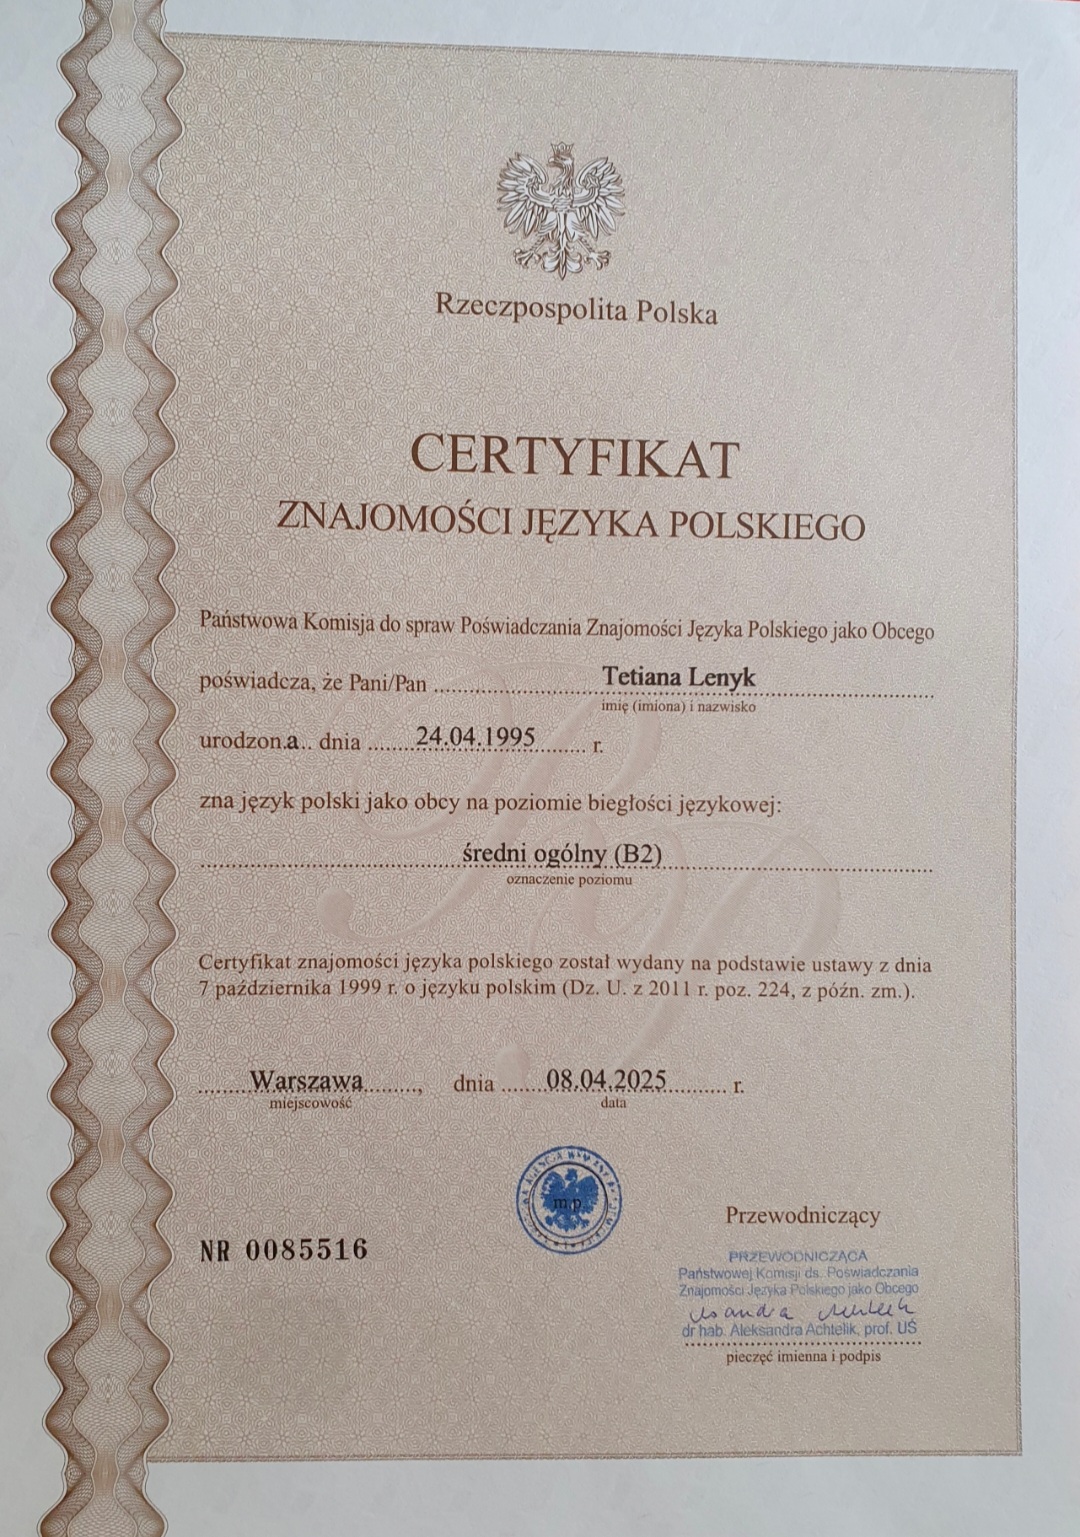 Rzeczpospolita Polska
CERTYFIKAT
ZNAJOMOŚCI JĘZYKA POLSKIEGO
Państwowa Komisja do spraw Poświadczania Znajomości Języka Polskiego jako Obcego
poświadcza, że Pani/Pan Tetiana Lenyk
imię (imiona) i nazwisko
urodzon.a.. dnia 24.04.1995 r.
zna język polski jako obcy na poziomie biegłości językowej:
średni ogólny (B2)
oznaczenie poziomu
Certyfikat znajomości języka polskiego został wydany na podstawie ustawy z dnia
7 października 1999 r. o języku polskim (Dz. U. z 2011 r. poz. 224, z późn. zm.).
Warszawa, dnia 08.04.2025 r.
miejscowość data
m.p.
Przewodniczący
NR 0085516
PRZEWODNICZĄCA
Państwowej Komisji ds. Poświadczania
Znajomości Języka Polskiego jako Obcego
dr hab. Aleksandra Achtelik, prof. UŚ
pieczęć imienna i podpis